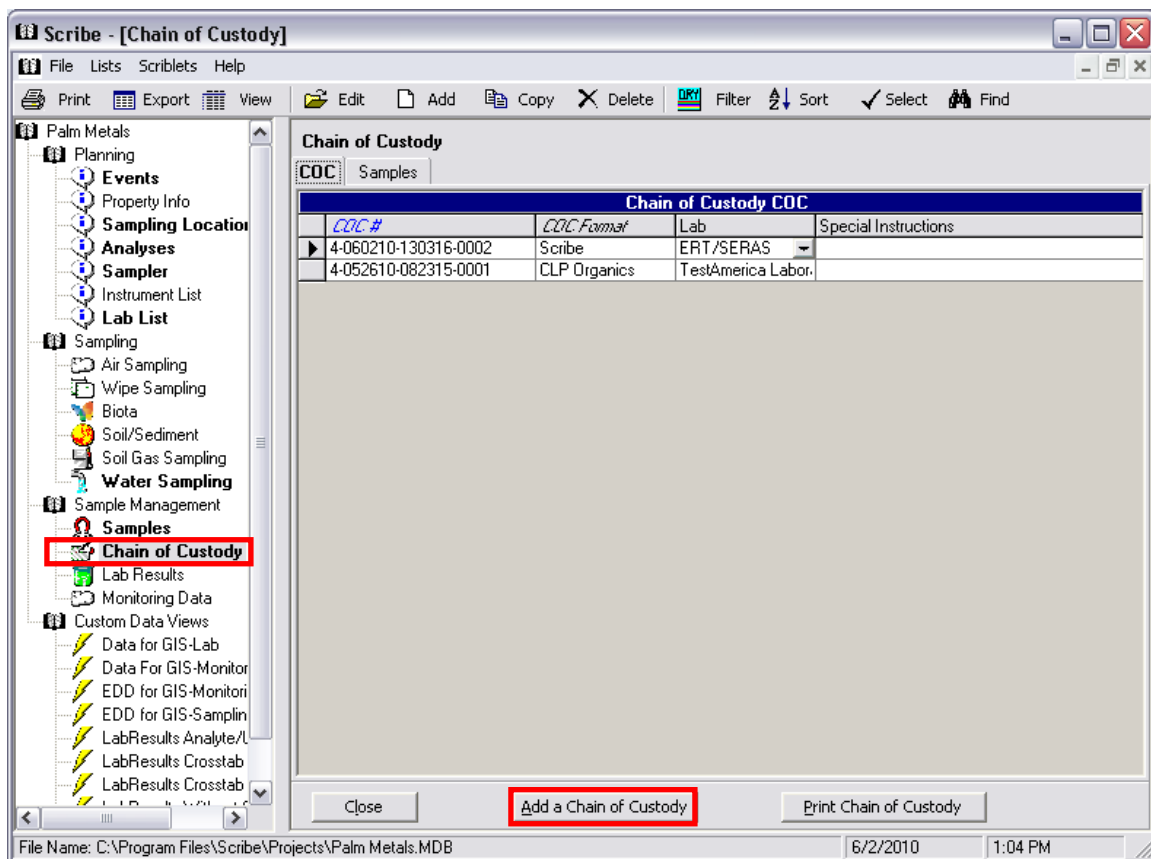 Scribe - [Chain of Custody]
File Lists Scriblets Help
Print Export View Edit Add Copy Delete QRY Filter Sort Select Find
Palm Metals
Planning
Events
Property Info
Sampling Location
Analyses
Sampler
Instrument List
Lab List
Sampling
Air Sampling
Wipe Sampling
Biota
Soil/Sediment
Soil Gas Sampling
Water Sampling
Sample Management
Samples
Chain of Custody
Lab Results
Monitoring Data
Custom Data Views
Data for GIS-Lab
Data For GIS-Monitor
EDD for GIS-Monitori
EDD for GIS-Samplin
LabResults Analyte/L
LabResults Crosstab
LabResults Crosstab
Chain of Custody
COC Samples
Chain of Custody COC
COC # COC Format Lab Special Instructions
4-060210-130316-0002 Scribe ERT/SERAS
4-052610-082315-0001 CLP Organics TestAmerica Labor
Close Add a Chain of Custody Print Chain of Custody
File Name: C:\Program Files\Scribe\Projects\Palm Metals.MDB 6/2/2010 1:04 PM